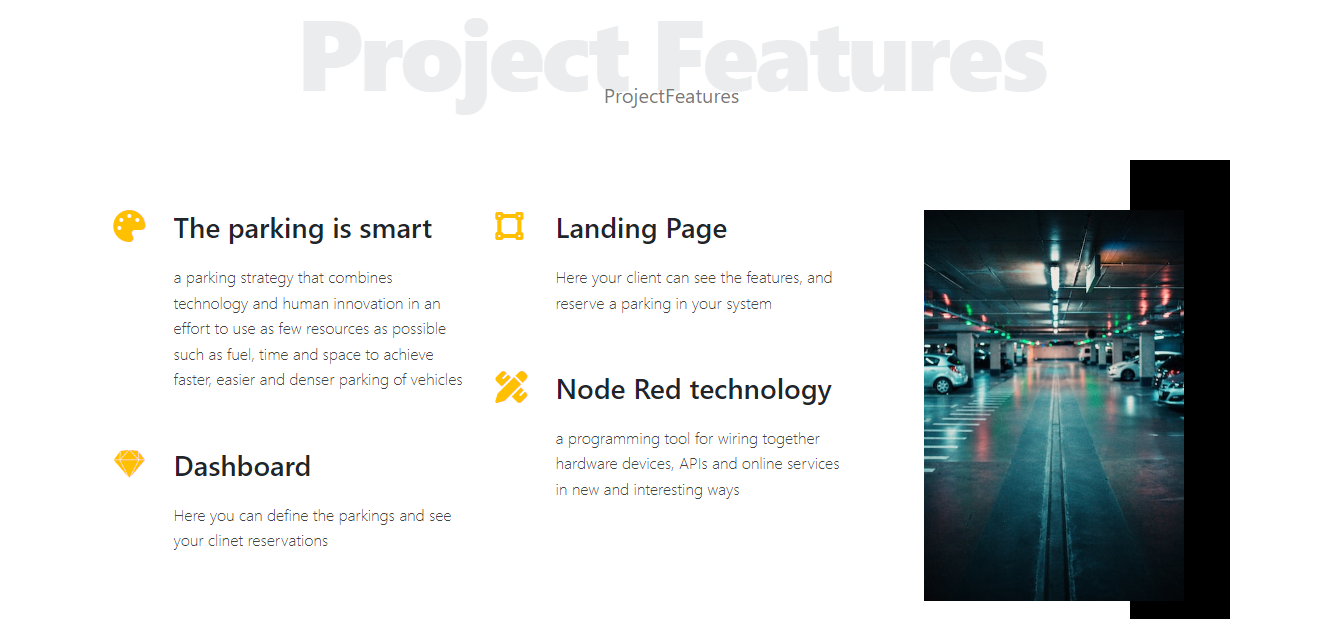 Project Features
ProjectFeatures
The parking is smart
a parking strategy that combines
technology and human innovation in an
effort to use as few resources as possible
such as fuel, time and space to achieve
faster, easier and denser parking of vehicles
Dashboard
Here you can define the parkings and see
your clinet reservations
Landing Page
Here your client can see the features, and
reserve a parking in your system
Node Red technology
a programming tool for wiring together
hardware devices, APIs and online services
in new and interesting ways